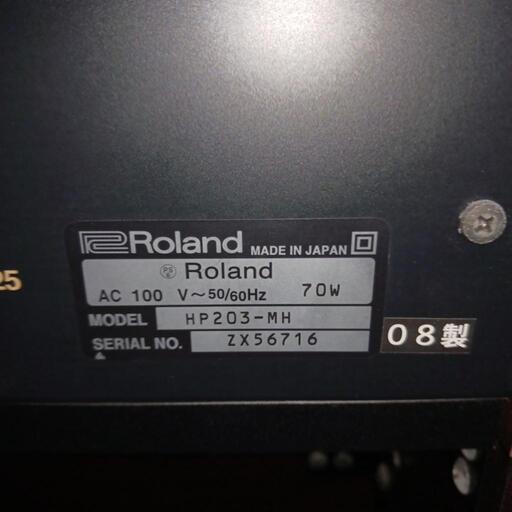 Roland MADE IN JAPAN
PS E Roland
AC 100 V～50/60Hz 70W
MODEL HP203-MH
SERIAL NO. ZX56716
08製
25